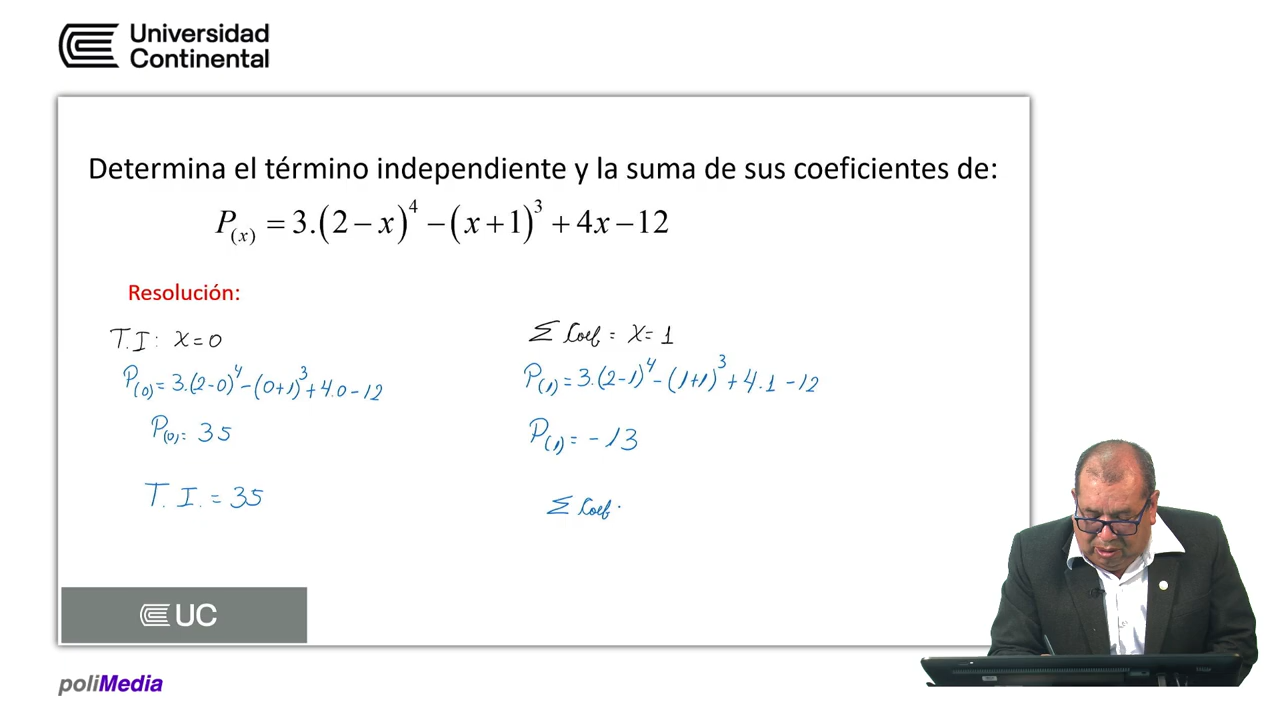 Universidad
Continental
Determina el término independiente y la suma de sus coeficientes de:
P₍ₓ₎ = 3.(2 − x)⁴ − (x + 1)³ + 4x − 12
Resolución:
T.I: x=0
P(0) = 3.(2-0)⁴ - (0+1)³ + 4.0 - 12
P(0) = 35
T.I. = 35
Σ Coef = x = 1
P(1) = 3.(2-1)⁴ - (1+1)³ + 4.1 - 12
P(1) = -13
Σ Coef.
UC
poliMedia